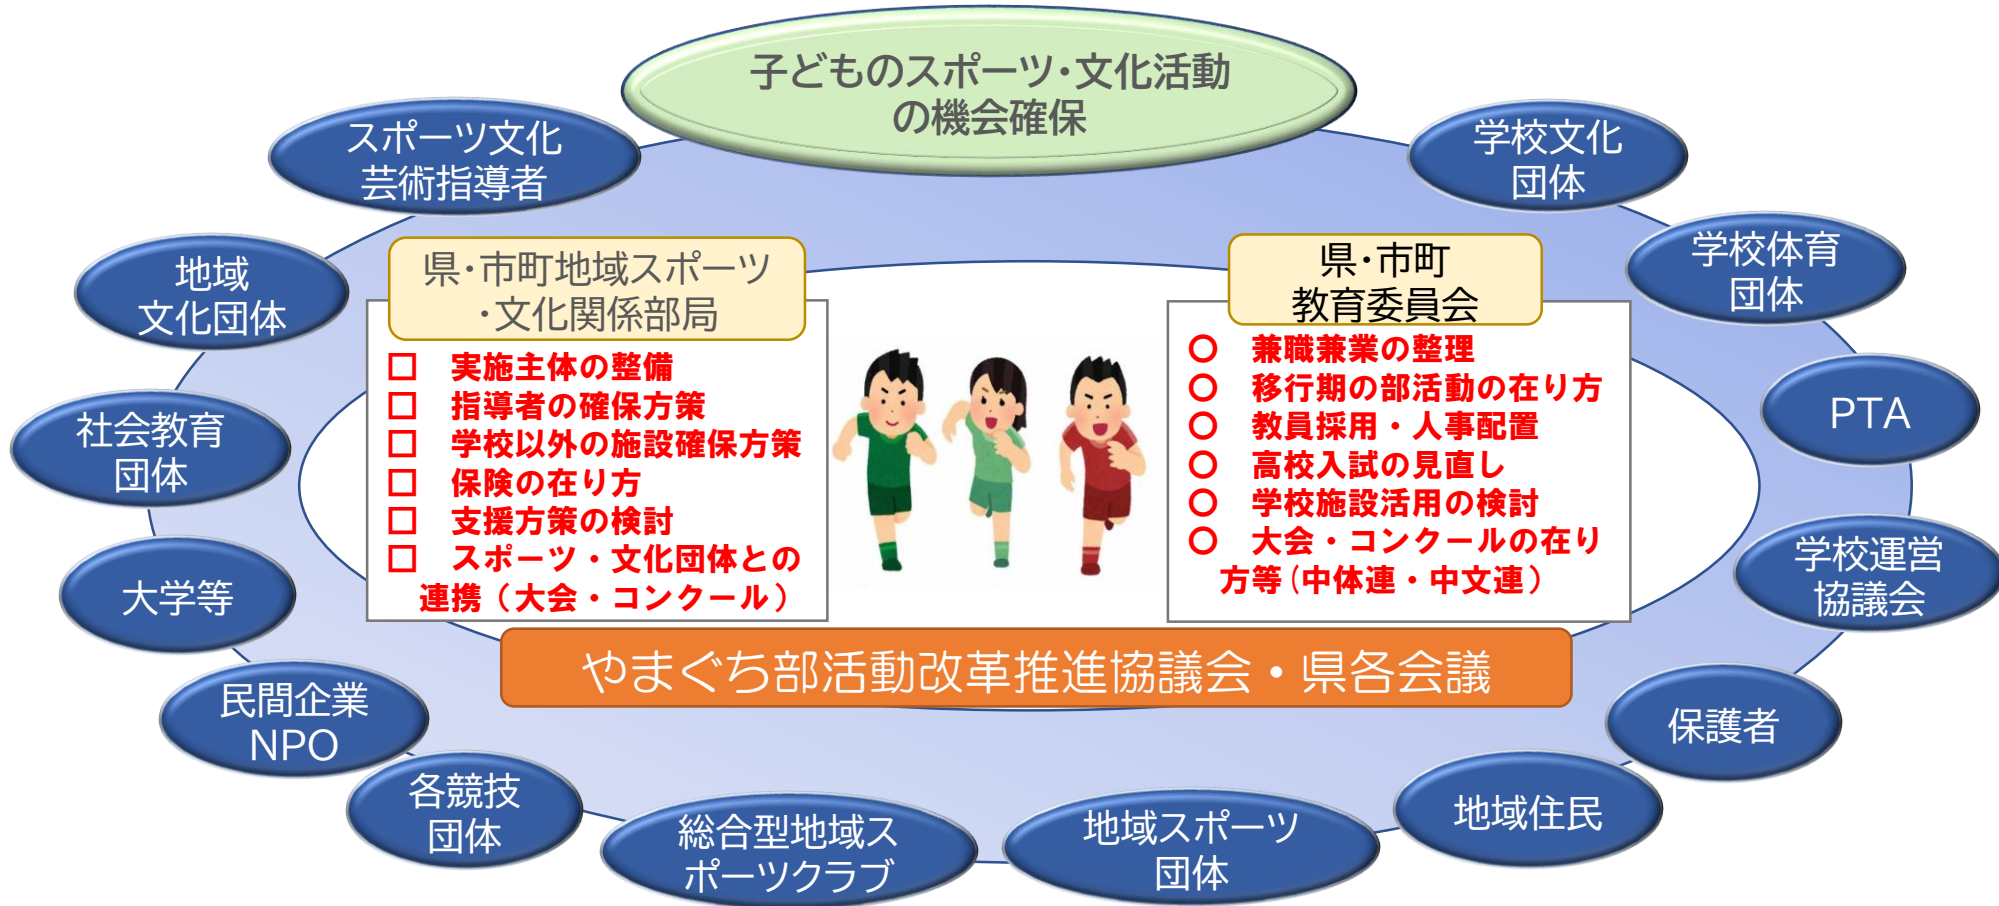 子どものスポーツ・文化活動
の機会確保
スポーツ文化
芸術指導者
地域
文化団体
社会教育
団体
大学等
民間企業
NPO
各競技
団体
総合型地域ス
ポーツクラブ
地域スポーツ
団体
地域住民
保護者
学校運営
協議会
PTA
学校体育
団体
学校文化
団体
県・市町地域スポーツ
・文化関係部局
□ 実施主体の整備
□ 指導者の確保方策
□ 学校以外の施設確保方策
□ 保険の在り方
□ 支援方策の検討
□ スポーツ・文化団体との
連携（大会・コンクール）
県・市町
教育委員会
○ 兼職兼業の整理
○ 移行期の部活動の在り方
○ 教員採用・人事配置
○ 高校入試の見直し
○ 学校施設活用の検討
○ 大会・コンクールの在り
方等（中体連・中文連）
やまぐち部活動改革推進協議会・県各会議